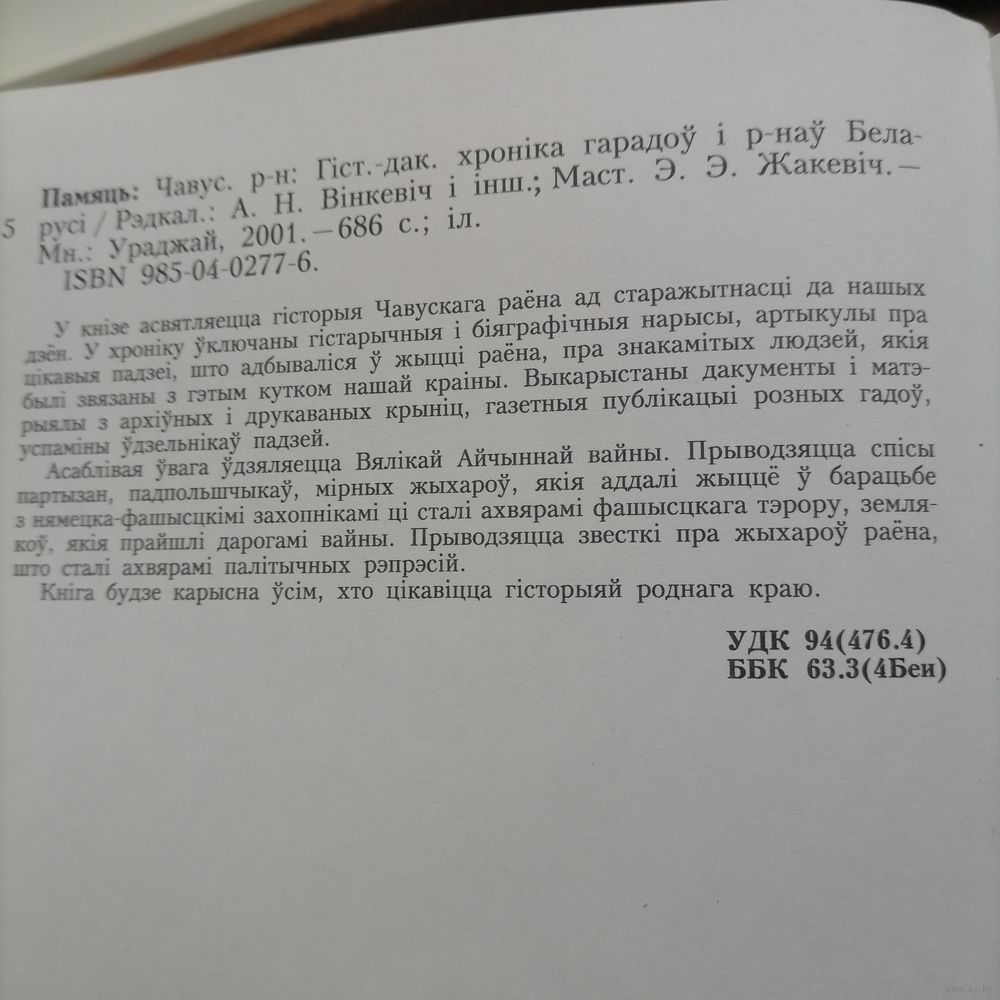 Памяць: Чавус. р-н: Гіст.-дак. хроніка гарадоў і р-наў Бела-
5 русі / Рэдкал.: А. Н. Вінкевіч і інш.; Маст. Э. Э. Жакевіч.—
Мн.: Ураджай, 2001.—686 с.; іл.
ISBN 985-04-0277-6.
У кнізе асвятляецца гісторыя Чавускага раёна ад старажытнасці да нашых
дзён. У хроніку ўключаны гістарычныя і біяграфічныя нарысы, артыкулы пра
цікавыя падзеі, што адбываліся ў жыцці раёна, пра знакамітых людзей, якія
былі звязаны з гэтым кутком нашай краіны. Выкарыстаны дакументы і матэ-
рыялы з архіўных і друкаваных крыніц, газетныя публікацыі розных гадоў,
успаміны ўдзельнікаў падзей.
Асаблівая ўвага ўдзяляецца Вялікай Айчыннай вайны. Прыводзяцца спісы
партызан, падпольшчыкаў, мірных жыхароў, якія аддалі жыццё ў барацьбе
з нямецка-фашысцкімі захопнікамі ці сталі ахвярамі фашысцкага тэрору, земля-
коў, якія прайшлі дарогамі вайны. Прыводзяцца звесткі пра жыхароў раёна,
што сталі ахвярамі палітычных рэпрэсій.
Кніга будзе карысна ўсім, хто цікавіцца гісторыяй роднага краю.
УДК 94(476.4)
ББК 63.3(4Беи)
www.ay.by